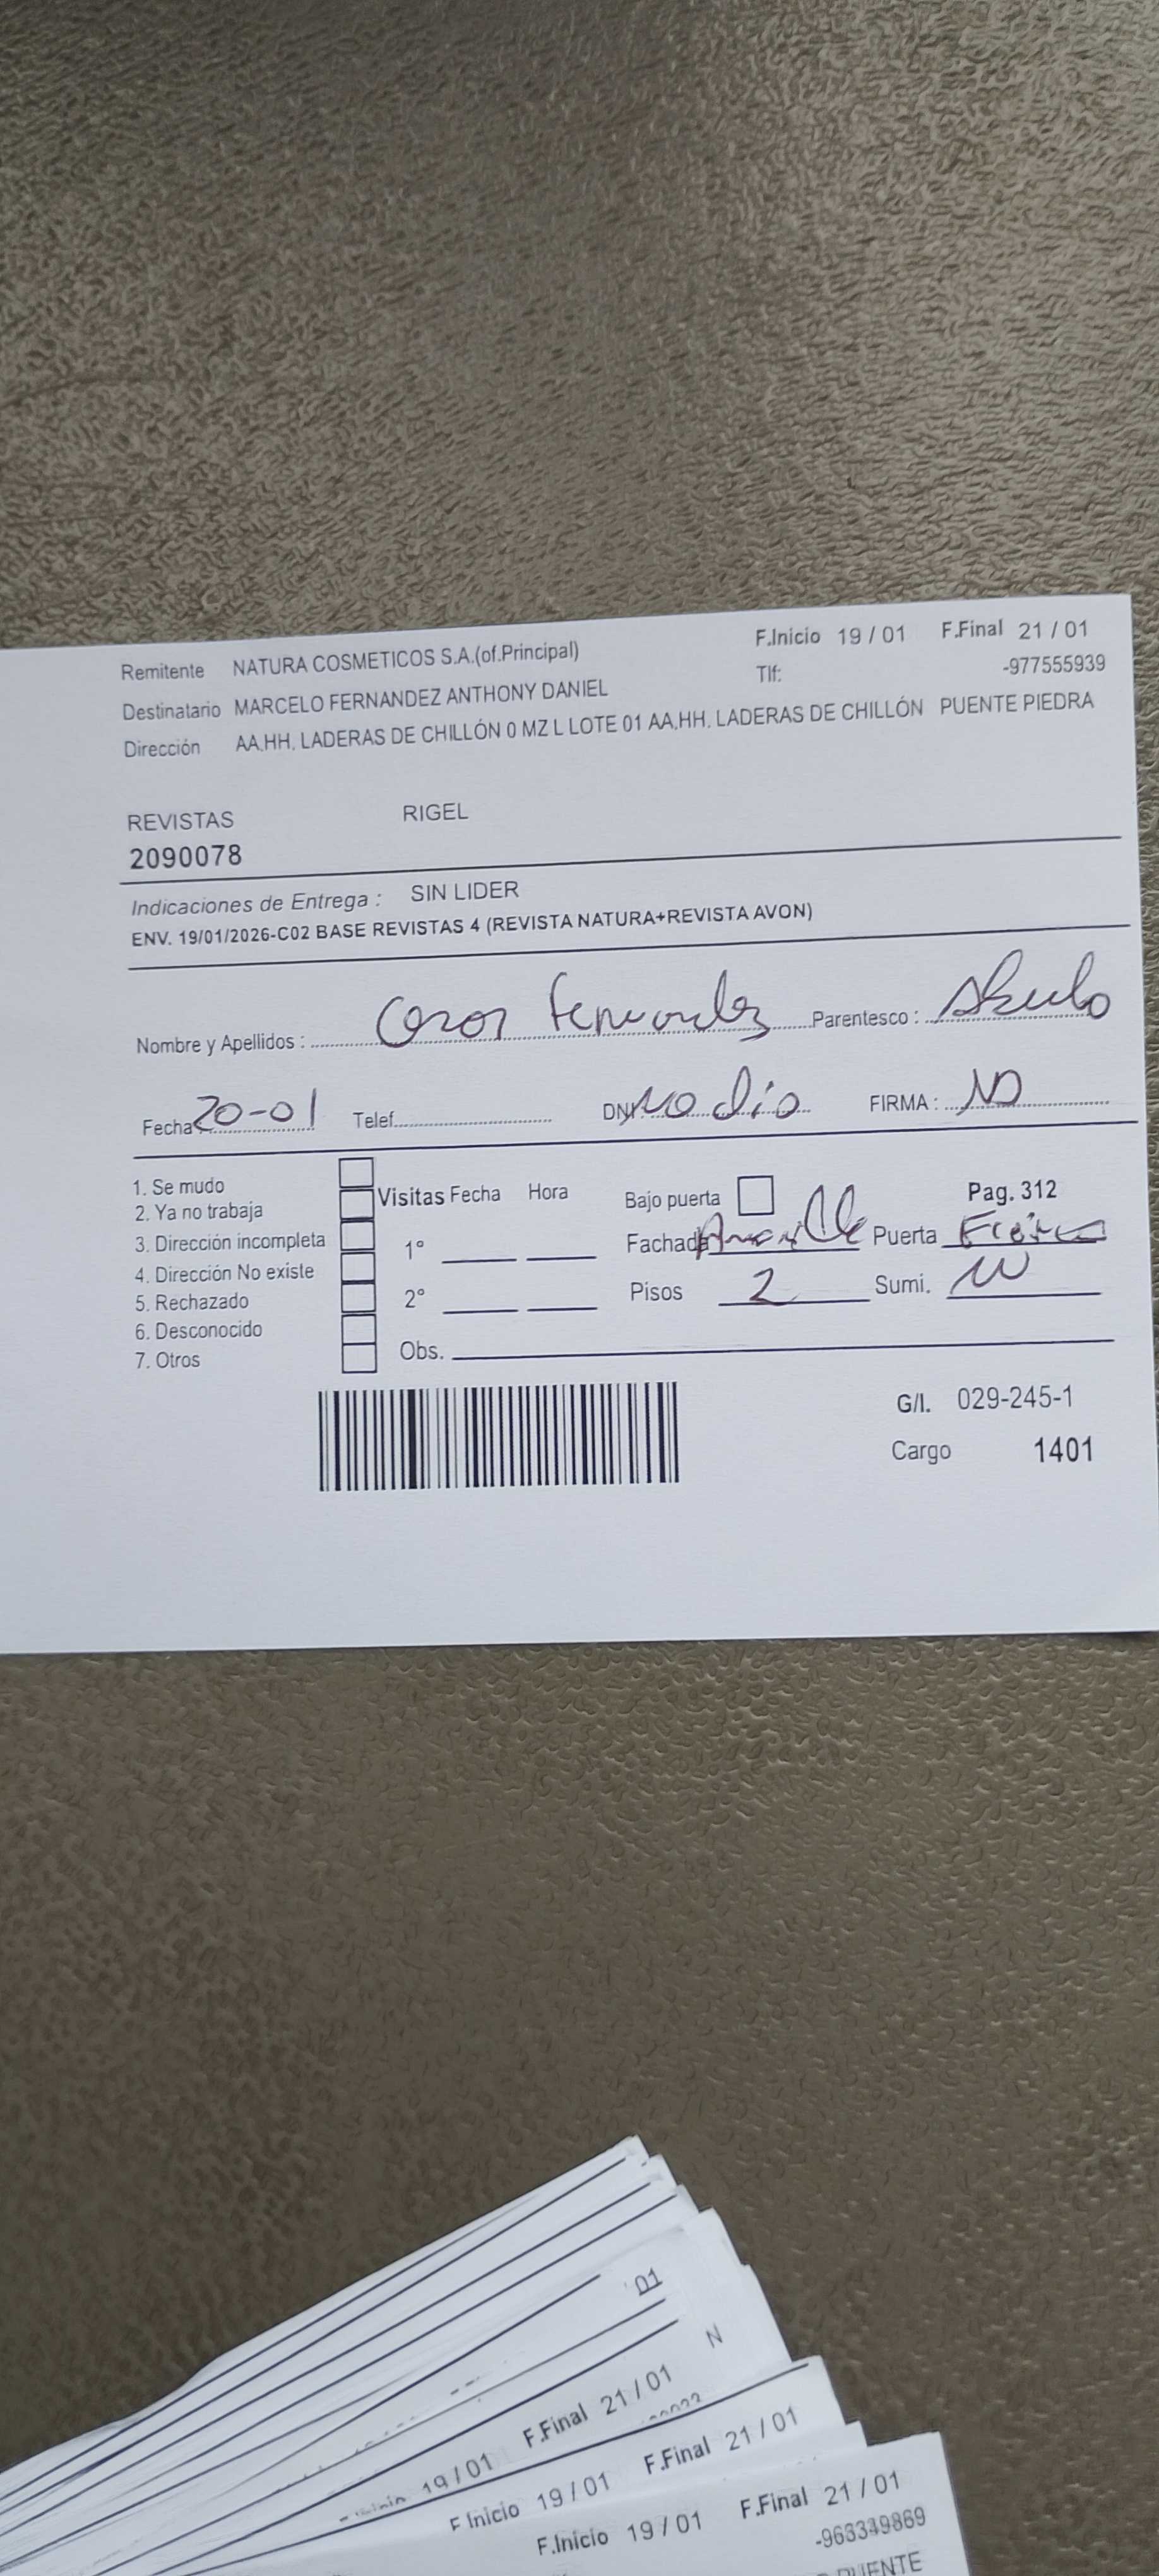 Remitente NATURA COSMETICOS S.A.(of.Principal) F.Inicio 19 / 01 F.Final 21 / 01
Destinatario MARCELO FERNANDEZ ANTHONY DANIEL Tlf: -977555939
Dirección AA.HH. LADERAS DE CHILLÓN 0 MZ L LOTE 01 AA.HH. LADERAS DE CHILLÓN PUENTE PIEDRA
REVISTAS RIGEL
2090078
Indicaciones de Entrega : SIN LIDER
ENV. 19/01/2026-C02 BASE REVISTAS 4 (REVISTA NATURA+REVISTA AVON)
Nombre y Apellidos : Cesar Fernandez Parentesco : Abuelo
Fecha 20-01 Telef. DNI NO dio FIRMA : NO
1. Se mudo
2. Ya no trabaja
3. Dirección incompleta
4. Dirección No existe
5. Rechazado
6. Desconocido
7. Otros
Visitas Fecha Hora
1°
2°
Obs.
Bajo puerta Pag. 312
Fachada Puerta
Pisos 2 Sumi.
G/I. 029-245-1
Cargo 1401
01
N
19 / 01 F.Final 21 / 01
F Inicio 19 / 01 F.Final 21 / 01
F.Inicio 19 / 01 F.Final 21 / 01
-963349869
PUENTE